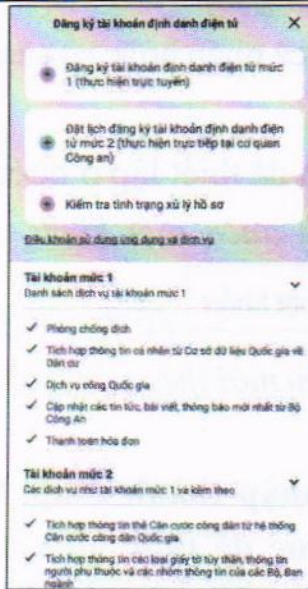 Đăng ký tài khoản định danh điện tử
Đăng ký tài khoản định danh điện tử mức
1 (thực hiện trực tuyến)
Đặt lịch đăng ký tài khoản định danh điện
tử mức 2 (thực hiện trực tiếp tại cơ quan
Công an)
Kiểm tra tình trạng xử lý hồ sơ
Điều khoản sử dụng ứng dụng và dịch vụ
Tài khoản mức 1
Danh sách dịch vụ tài khoản mức 1
✓ Phòng chống dịch
✓ Tích hợp thông tin cá nhân từ Cơ sở dữ liệu Quốc gia về
Dân cư
✓ Dịch vụ công Quốc gia
✓ Cập nhật các tin tức, bài viết, thông báo mới nhất từ Bộ
Công An
✓ Thanh toán hóa đơn
Tài khoản mức 2
Các dịch vụ như tài khoản mức 1 và kèm theo
✓ Tích hợp thông tin thẻ Căn cước công dân từ hệ thống
Căn cước công dân Quốc gia
✓ Tích hợp thông tin các loại giấy tờ tùy thân, thông tin
người phụ thuộc và các nhóm thông tin của các Bộ, Ban
ngành